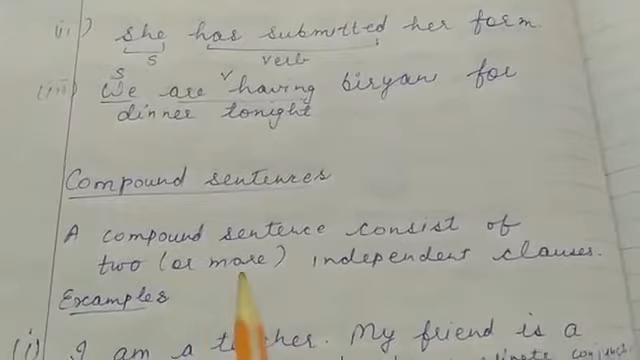 ii) she has submitted her form.
S verb
S V
(iii) We are having biryani for
dinner tonight
Compound sentences
A compound sentence consist of
two (or more) independent clauses.
Examples
(i) I am a teacher. My friend is a